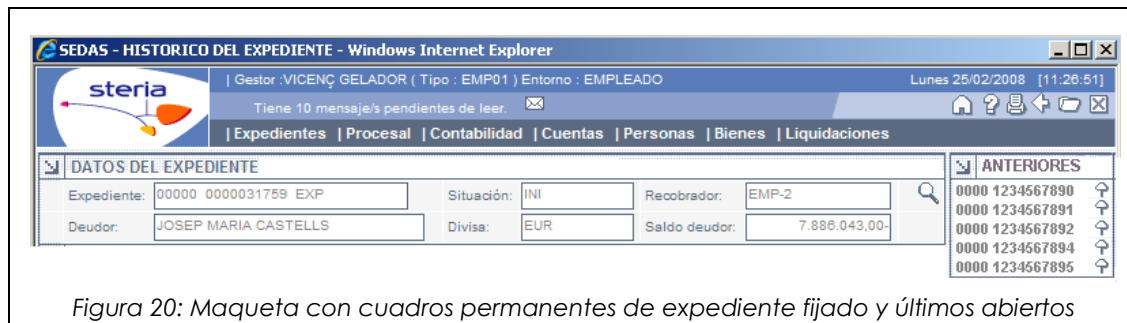 SEDAS - HISTORICO DEL EXPEDIENTE - Windows Internet Explorer
steria
| Gestor :VICENÇ GELADOR ( Tipo : EMP01 ) Entorno : EMPLEADO Lunes 25/02/2008 [11:26:51]
Tiene 10 mensaje/s pendientes de leer.
|Expedientes |Procesal |Contabilidad |Cuentas |Personas |Bienes |Liquidaciones
DATOS DEL EXPEDIENTE
Expediente: 00000 0000031759 EXP Situación: INI Recobrador: EMP-2
Deudor: JOSEP MARIA CASTELLS Divisa: EUR Saldo deudor: 7.886.043,00-
ANTERIORES
0000 1234567890
0000 1234567891
0000 1234567892
0000 1234567894
0000 1234567895
Figura 20: Maqueta con cuadros permanentes de expediente fijado y últimos abiertos